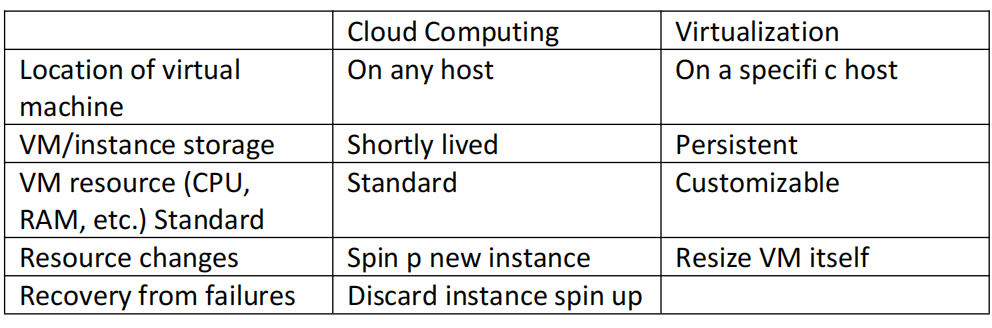 Cloud Computing Virtualization
Location of virtual On any host On a specifi c host
machine
VM/instance storage Shortly lived Persistent
VM resource (CPU, Standard Customizable
RAM, etc.) Standard
Resource changes Spin p new instance Resize VM itself
Recovery from failures Discard instance spin up